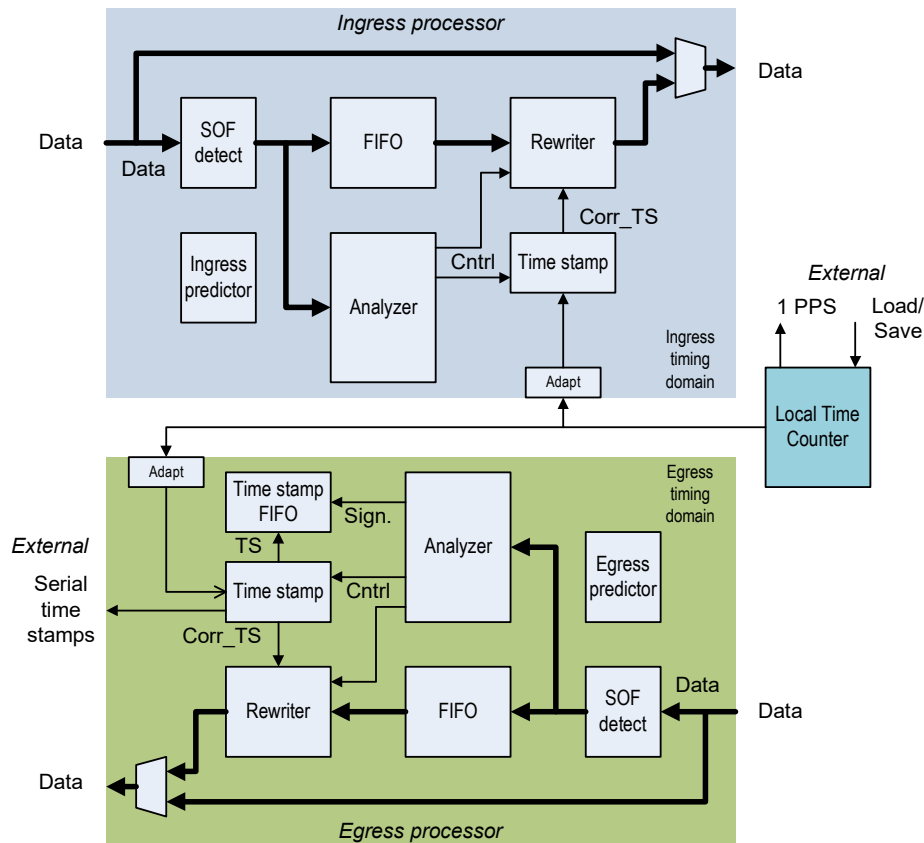 Ingress processor
Data
Data
Data
SOF
detect
FIFO
Rewriter
Corr_TS
Ingress
predictor
Analyzer
Cntrl
Time stamp
External
1 PPS
Load/
Save
Ingress
timing
domain
Adapt
Local Time
Counter
Adapt
Time stamp
FIFO
Sign.
Analyzer
Egress
timing
domain
External
TS
Egress
predictor
Serial
time
stamps
Time stamp
Cntrl
Corr_TS
Rewriter
FIFO
SOF
detect
Data
Data
Data
Egress processor